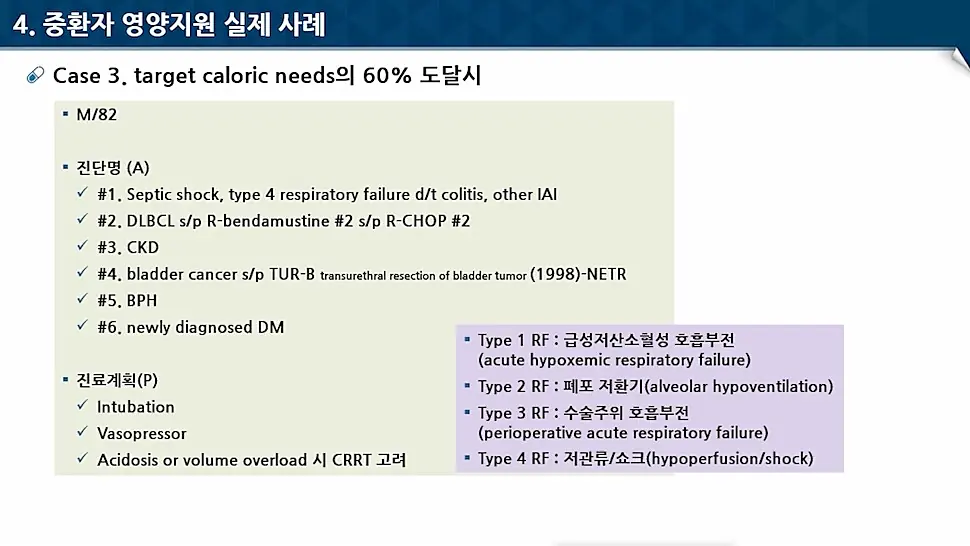 4. 중환자 영양지원 실제 사례
Case 3. target caloric needs의 60% 도달시
M/82
진단명 (A)
#1. Septic shock, type 4 respiratory failure d/t colitis, other IAI
#2. DLBCL s/p R-bendamustine #2 s/p R-CHOP #2
#3. CKD
#4. bladder cancer s/p TUR-B transurethral resection of bladder tumor (1998)-NETR
#5. BPH
#6. newly diagnosed DM
진료계획(P)
Intubation
Vasopressor
Acidosis or volume overload 시 CRRT 고려
Type 1 RF : 급성저산소혈성 호흡부전
(acute hypoxemic respiratory failure)
Type 2 RF : 폐포 저환기(alveolar hypoventilation)
Type 3 RF : 수술주위 호흡부전
(perioperative acute respiratory failure)
Type 4 RF : 저관류/쇼크(hypoperfusion/shock)